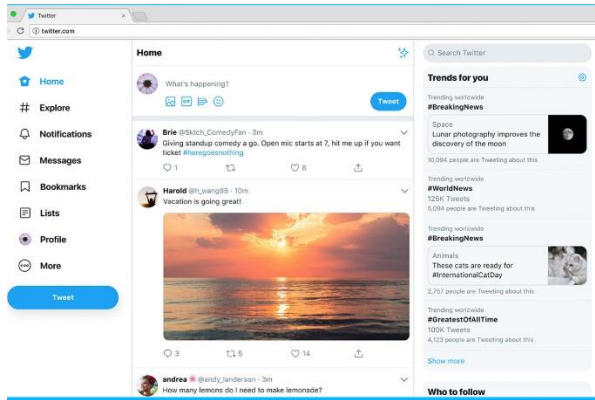 Twitter
twitter.com
Home
Explore
Notifications
Messages
Bookmarks
Lists
Profile
More
Tweet
Home
What's happening?
GIF
Tweet
Brie @Sktch_ComedyFan · 3m
Giving standup comedy a go. Open mic starts at 7, hit me up if you want
ticket #heregoesnothing
1 8
Harold @h_wang88 · 10m
Vacation is going great!
3 5 14
andrea @andy_landerson · 3m
How many lemons do I need to make lemonade?
Search Twitter
Trends for you
Trending worldwide
#BreakingNews
Space
Lunar photography improves the
discovery of the moon
10,094 people are Tweeting about this
Trending worldwide
#WorldNews
125K Tweets
5,094 people are Tweeting about this
Trending worldwide
#BreakingNews
Animals
These cats are ready for
#InternationalCatDay
2,757 people are Tweeting about this
Trending worldwide
#GreatestOfAllTime
100K Tweets
4,123 people are Tweeting about this
Show more
Who to follow